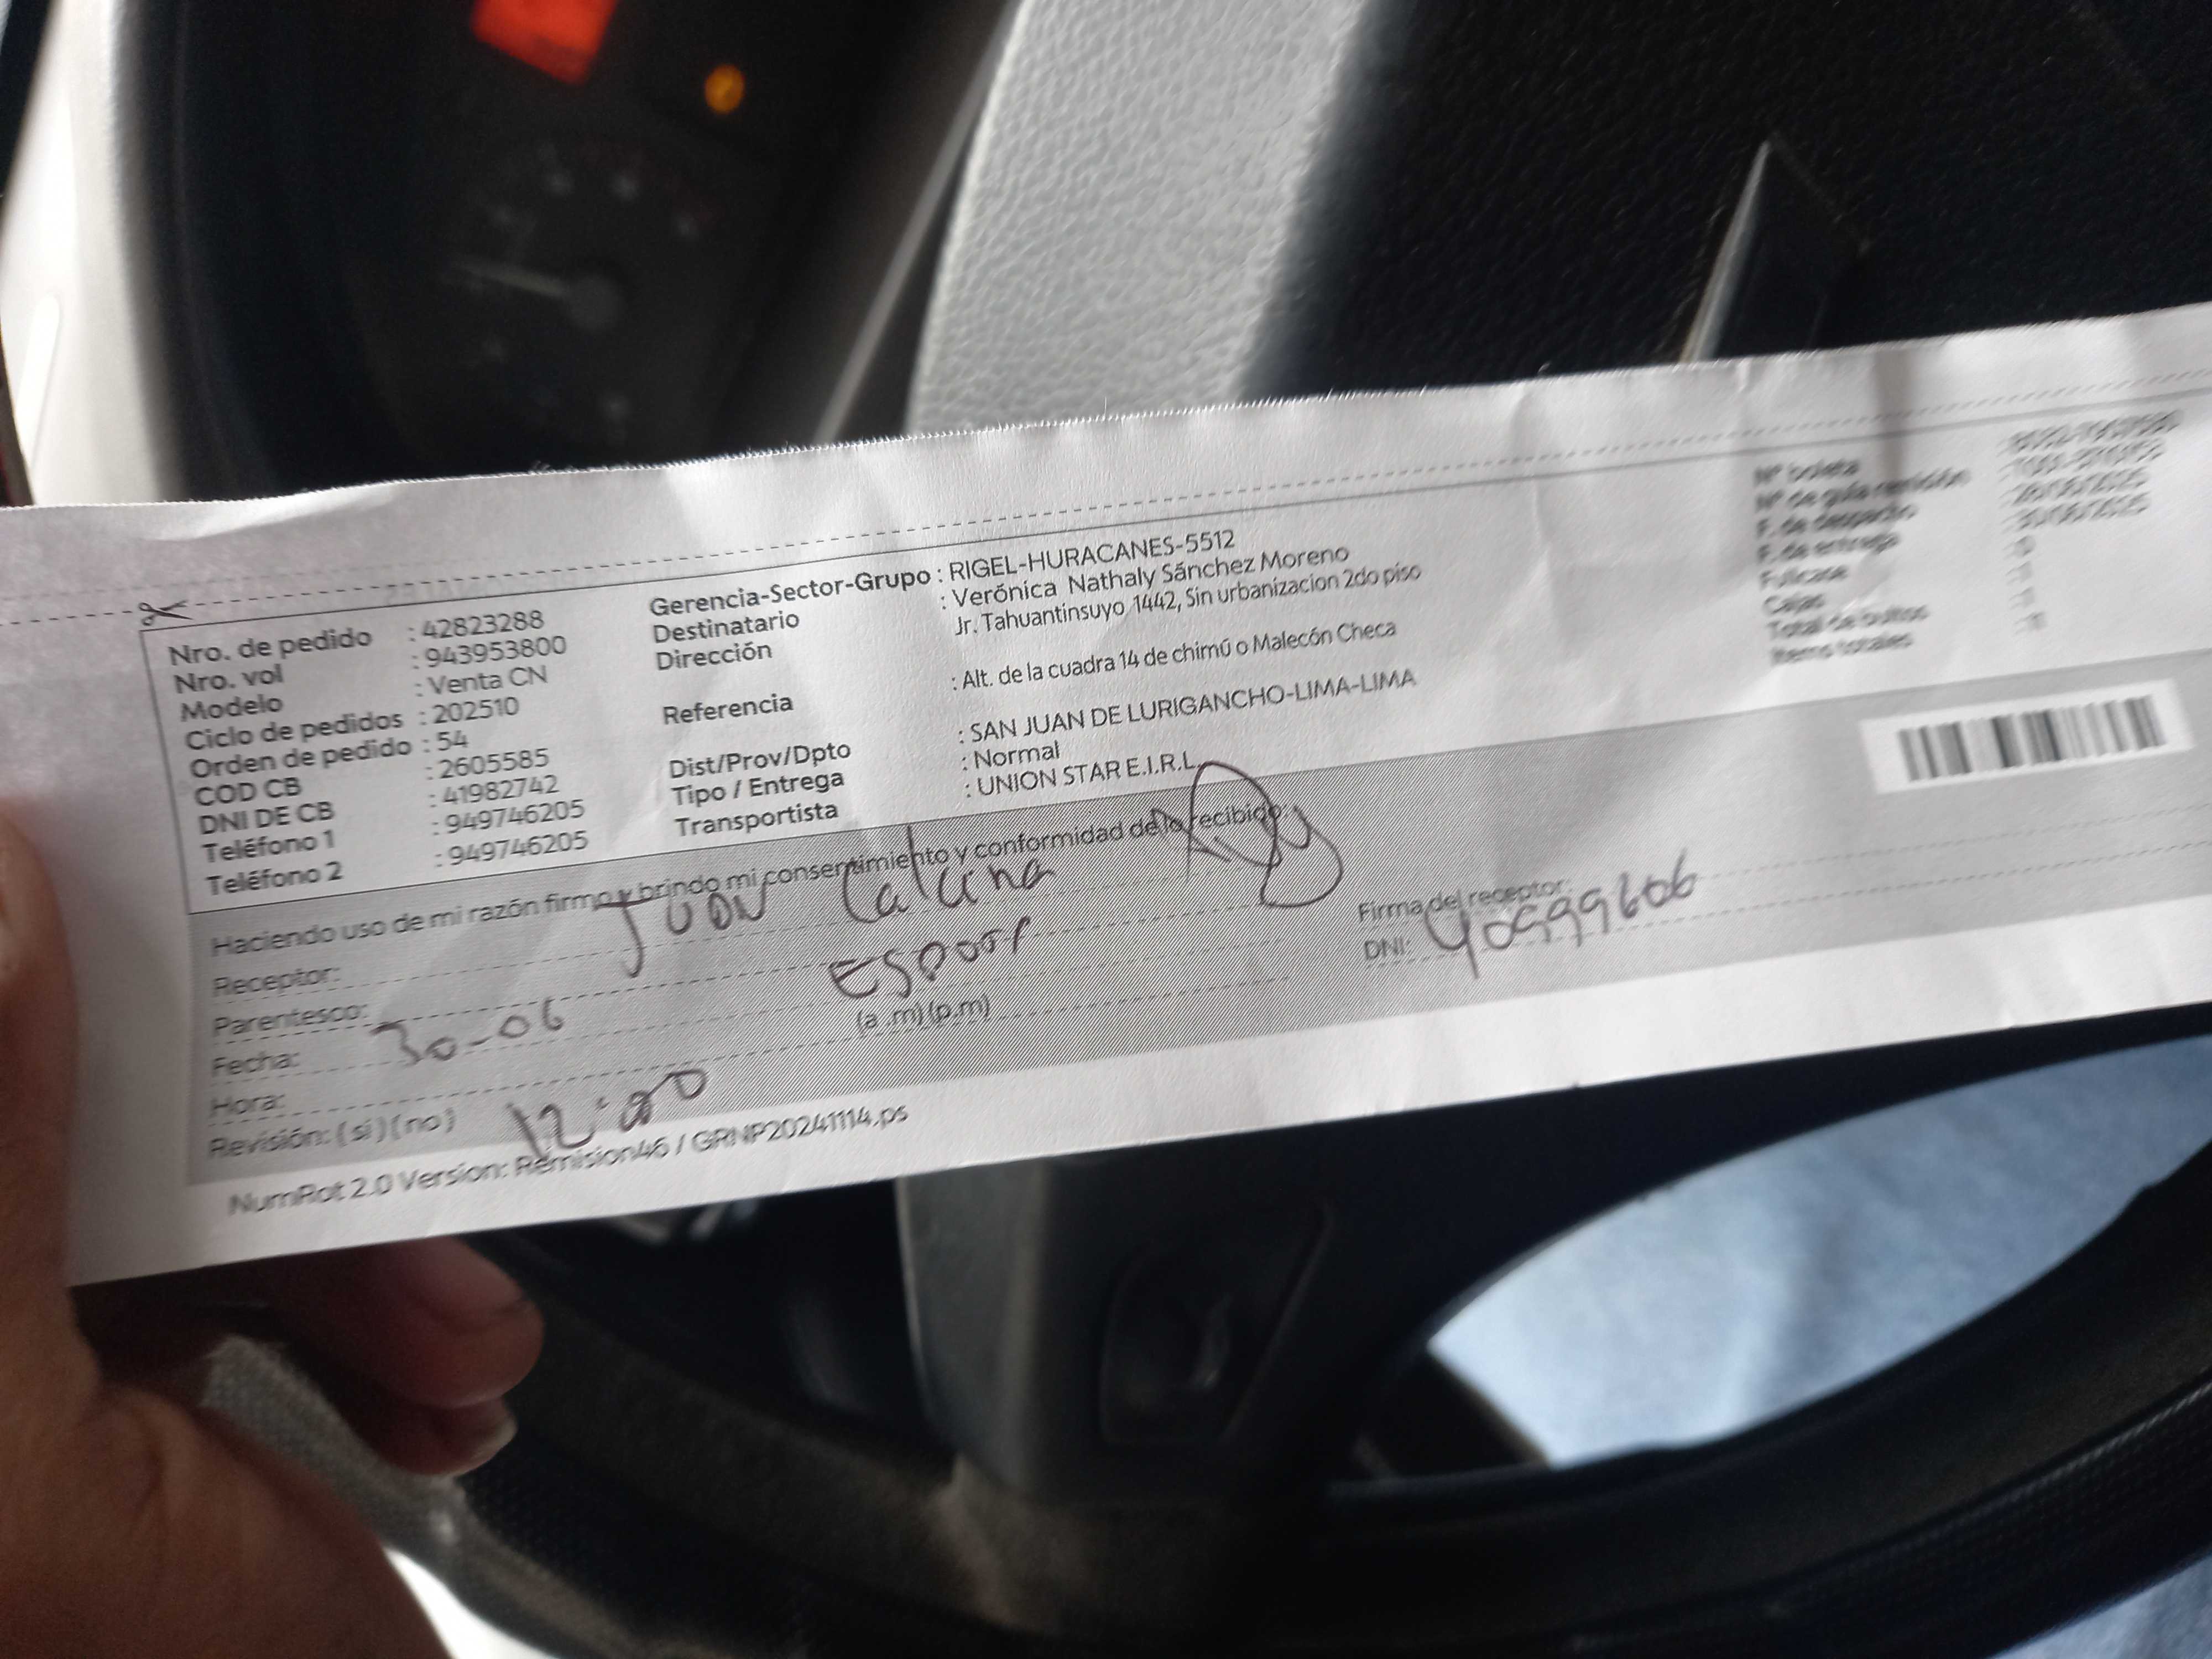 Nro. de pedido : 42823288
Nro. vol : 943953800
Modelo : Venta CN
Ciclo de pedidos : 202510
Orden de pedido : 54
COD CB : 2605585
DNI DE CB : 41982742
Teléfono 1 : 949746205
Teléfono 2 : 949746205
Gerencia-Sector-Grupo : RIGEL-HURACANES-5512
Destinatario : Verónica Nathaly Sánchez Moreno
Dirección Jr. Tahuantinsuyo 1442, Sin urbanizacion 2do piso
Referencia : Alt. de la cuadra 14 de chimú o Malecón Checa
Dist/Prov/Dpto : SAN JUAN DE LURIGANCHO-LIMA-LIMA
Tipo / Entrega : Normal
Transportista : UNION STAR E.I.R.L.
Nº boleta
Nº de guía remisión
F. de despacho
F. de entrega
Fullcase : 0
Cajas : 1
Total de bultos : 1
Items totales : 11
Haciendo uso de mi razón firmo y brindo mi consentimiento y conformidad de lo recibido:
Receptor: Juan
Parentesco:
Fecha: 30-06
Hora: 12:00 (a .m)(p.m)
Revisión: (si)(no)
Firma del receptor:
DNI: 40999606
NumRot 2.0 Version: Remision46 / GRNP20241114.ps